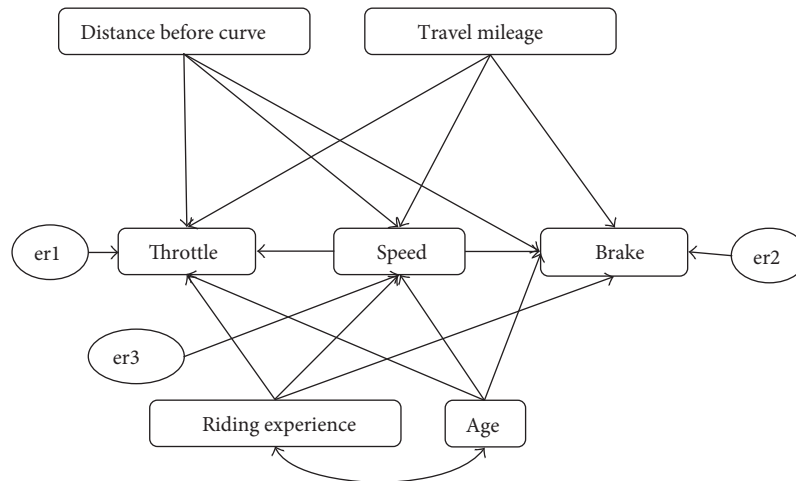 Distance before curve
Travel mileage
er1
Throttle
Speed
Brake
er2
er3
Riding experience
Age